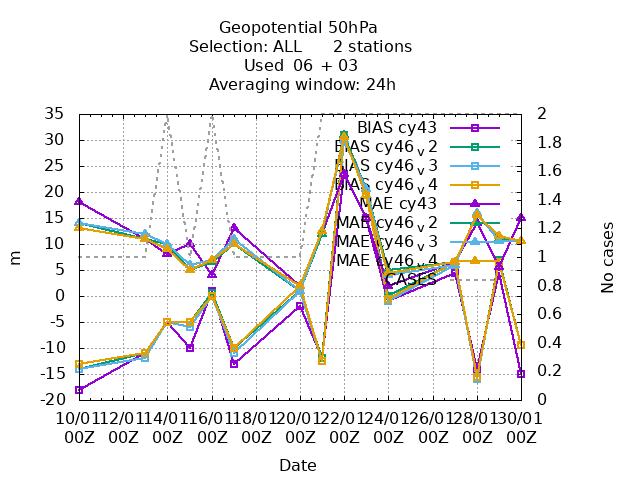 Geopotential 50hPa
Selection: ALL 2 stations
Used 06 + 03
Averaging window: 24h
35
30
25
20
15
10
5
0
-5
-10
-15
-20
m
2
1.8
1.6
1.4
1.2
1
0.8
0.6
0.4
0.2
0
No cases
BIAS cy43
BIAS cy46_v2
BIAS cy46_v3
BIAS cy46_v4
MAE cy43
MAE cy46_v2
MAE cy46_v3
MAE cy46_v4
CASES
10/01 12/01 14/01 16/01 18/01 20/01 22/01 24/01 26/01 28/01 30/01
00Z 00Z 00Z 00Z 00Z 00Z 00Z 00Z 00Z 00Z 00Z
Date